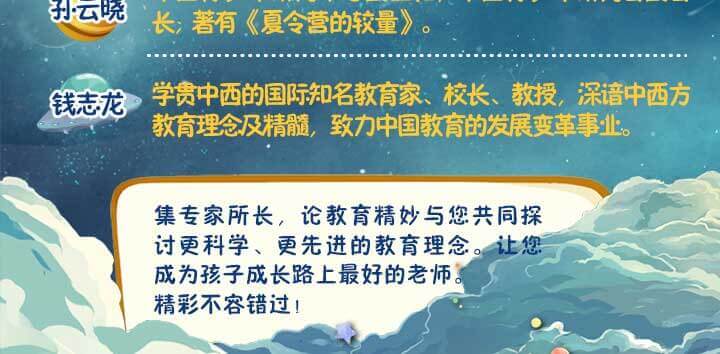 孙云晓
长，著有《夏令营的较量》。
钱志龙
学贯中西的国际知名教育家、校长、教授，深谙中西方
教育理念及精髓，致力中国教育的发展变革事业。
集专家所长，论教育精妙与您共同探
讨更科学、更先进的教育理念。让您
成为孩子成长路上最好的老师。
精彩不容错过！